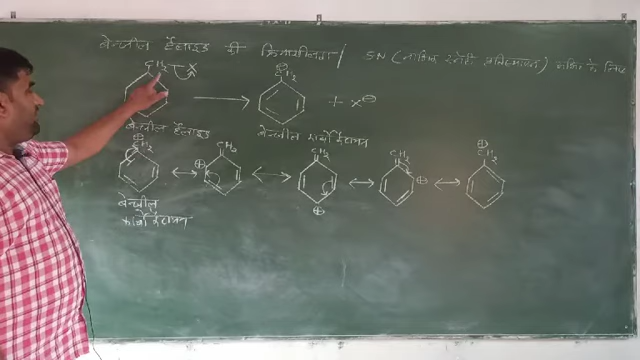 बेन्जील हैलाइड की क्रियाशीलता / SN (नाभिक स्नेही प्रतिस्थापन) अभिक्रिया के लिए
CH₂ – X
⊕
CH₂
+ X⊖
बेन्जील हैलाइड
बेन्जील कार्बोकेटायन
⊕
CH₂
⊕
CH₂
CH₂
⊕
CH₂
⊕
⊕
CH₂
बेन्जील
कार्बोकेटायन